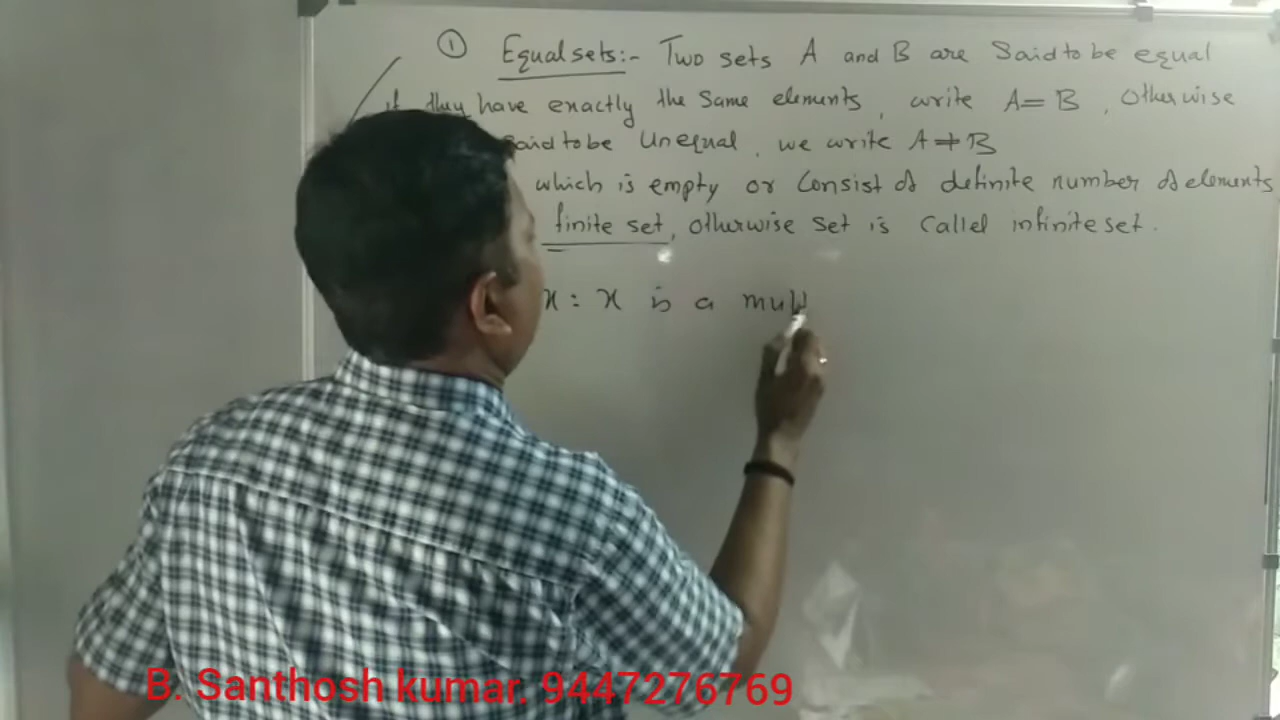 ① Equal sets:- Two sets A and B are Said to be equal
if they have exactly the same elements, write A=B, Otherwise
said to be Unequal, we write A≠B
which is empty or Consist of definite number of elements
finite set, otherwise set is Called infinite set.
x : x is a mul
B. Santhosh kumar. 9447276769